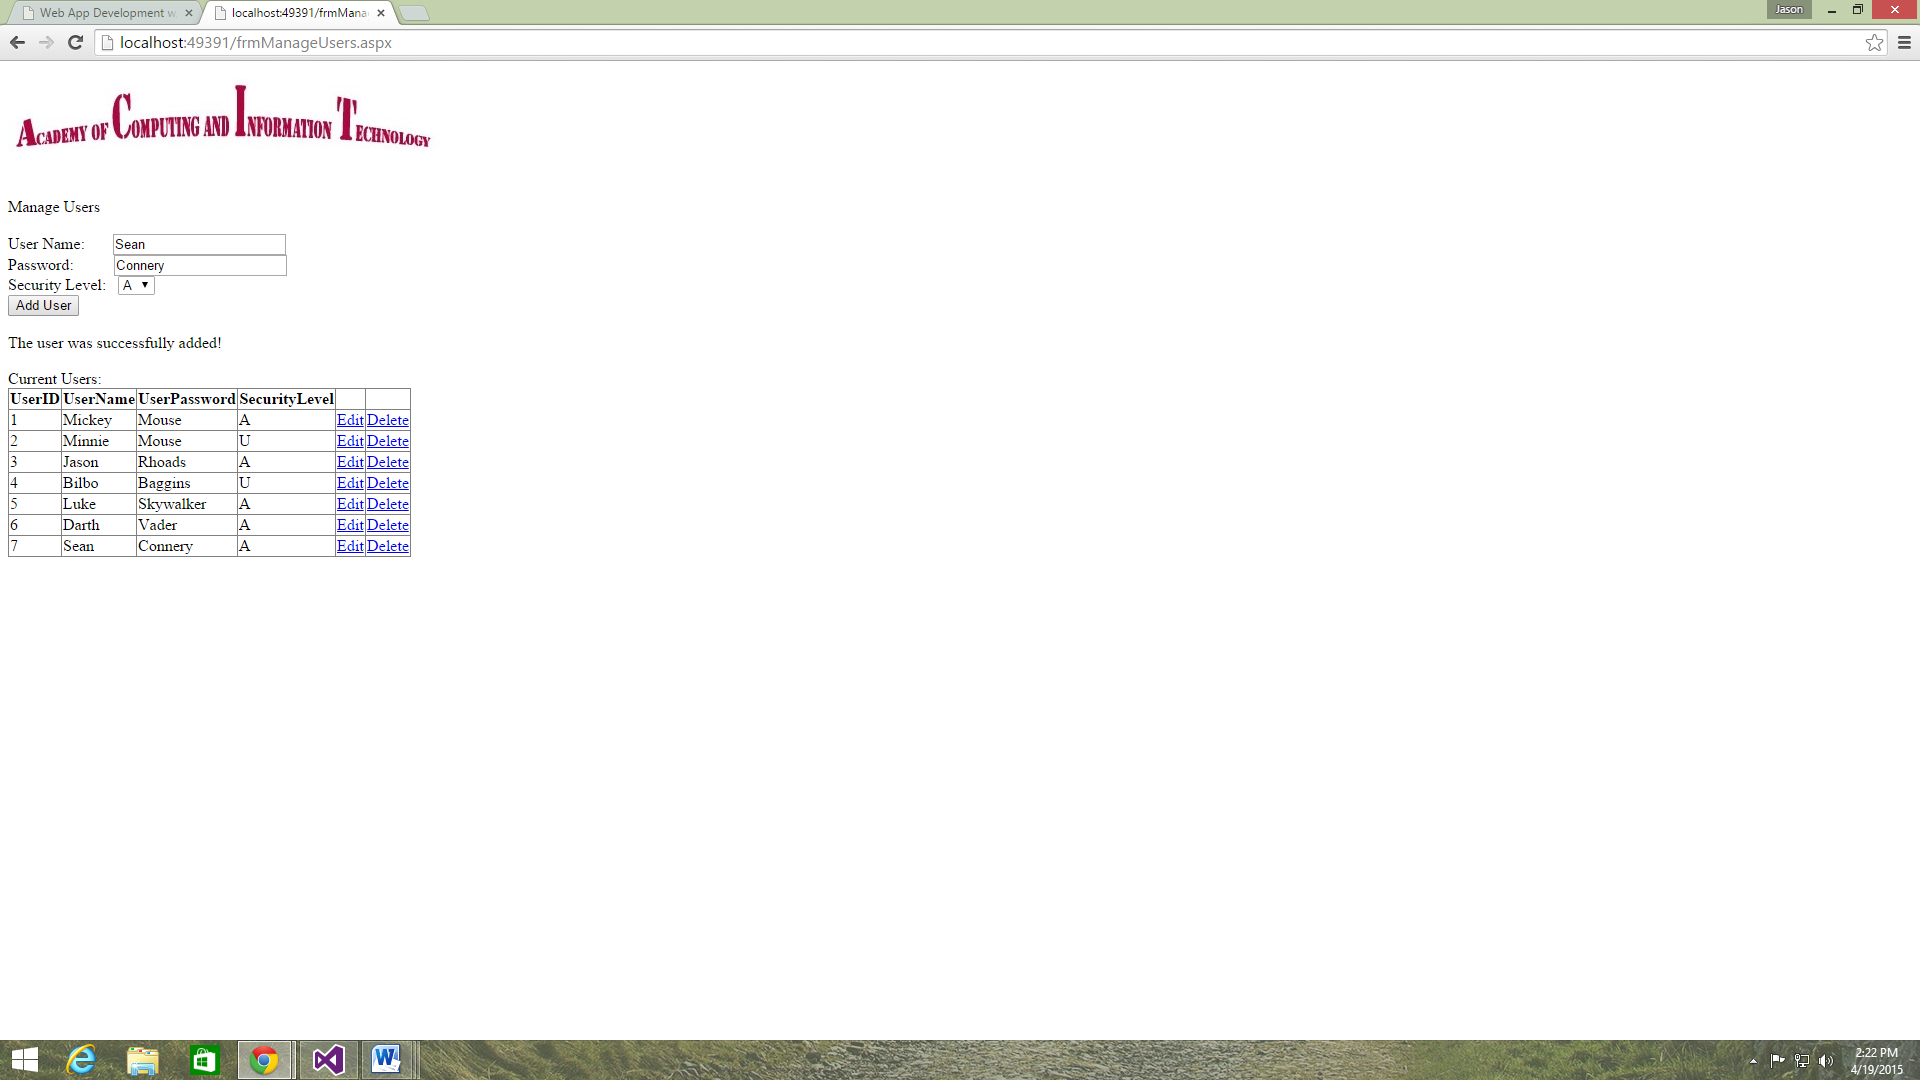 Web App Development w
localhost:49391/frmMana
Jason
localhost:49391/frmManageUsers.aspx
ACADEMY OF COMPUTING AND INFORMATION TECHNOLOGY
Manage Users
User Name: Sean
Password: Connery
Security Level: A
Add User
The user was successfully added!
Current Users:
UserID UserName UserPassword SecurityLevel
1 Mickey Mouse A Edit Delete
2 Minnie Mouse U Edit Delete
3 Jason Rhoads A Edit Delete
4 Bilbo Baggins U Edit Delete
5 Luke Skywalker A Edit Delete
6 Darth Vader A Edit Delete
7 Sean Connery A Edit Delete
2:22 PM
4/19/2015